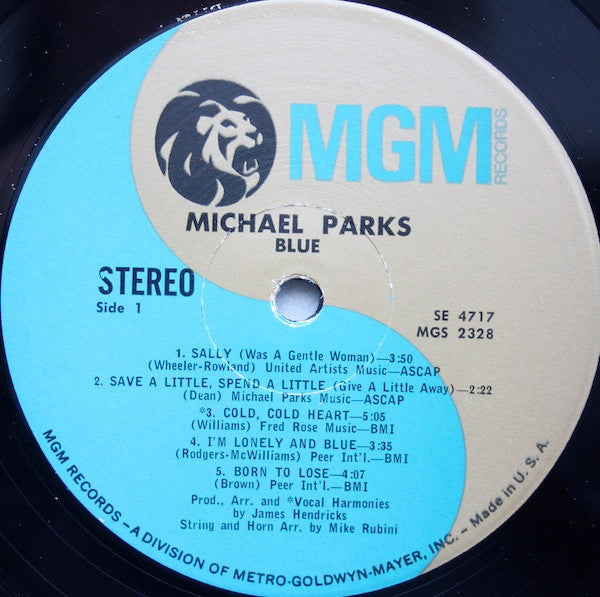 MGM
RECORDS
MICHAEL PARKS
BLUE
STEREO
Side 1
SE 4717
MGS 2328
1. SALLY (Was A Gentle Woman)—3:50
(Wheeler-Rowland) United Artists Music—ASCAP
2. SAVE A LITTLE, SPEND A LITTLE (Give A Little Away)—2:22
(Dean) Michael Parks Music—ASCAP
*3. COLD, COLD HEART—5:05
(Williams) Fred Rose Music—BMI
4. I'M LONELY AND BLUE—3:35
(Rodgers-McWilliams) Peer Int'l.—BMI
5. BORN TO LOSE—4:07
(Brown) Peer Int'l.—BMI
Prod., Arr. and *Vocal Harmonies
by James Hendricks
String and Horn Arr. by Mike Rubini
MGM RECORDS – A DIVISION OF METRO-GOLDWYN-MAYER, INC. – Made in U. S. A.